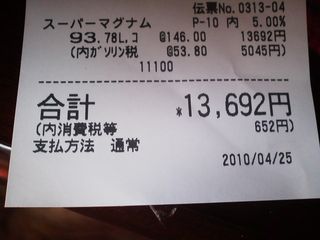 伝票No.0313-04
スーパーマグナム P-10 内 5.00%
93.78L,コ @146.00 13692円
(内ガソリン税 @53.80 5045円)
11100
合計 ¥13,692円
(内消費税等 652円)
支払方法 通常
2010/04/25